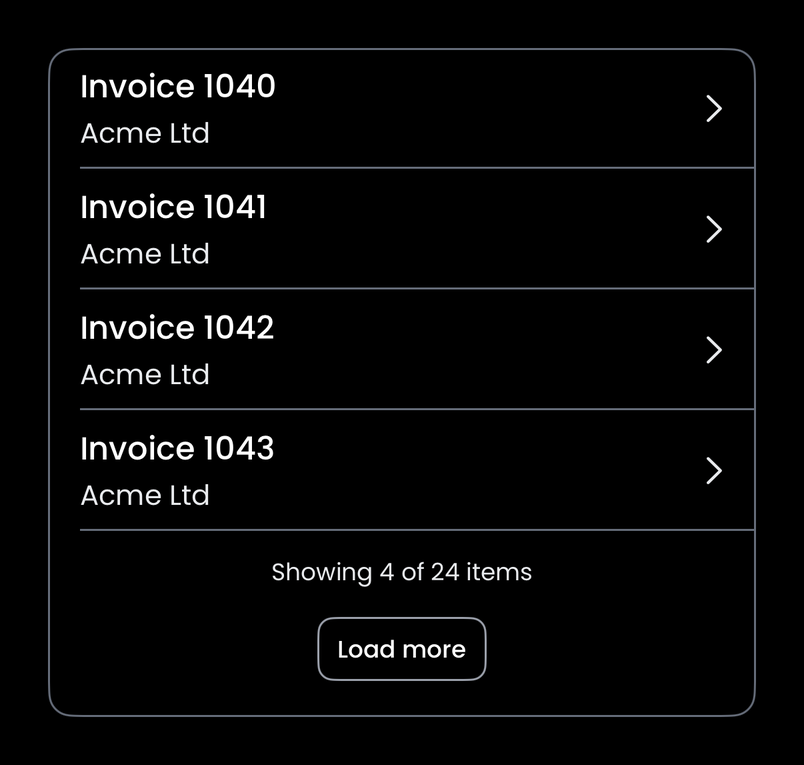 Invoice 1040
Acme Ltd
Invoice 1041
Acme Ltd
Invoice 1042
Acme Ltd
Invoice 1043
Acme Ltd
Showing 4 of 24 items
Load more